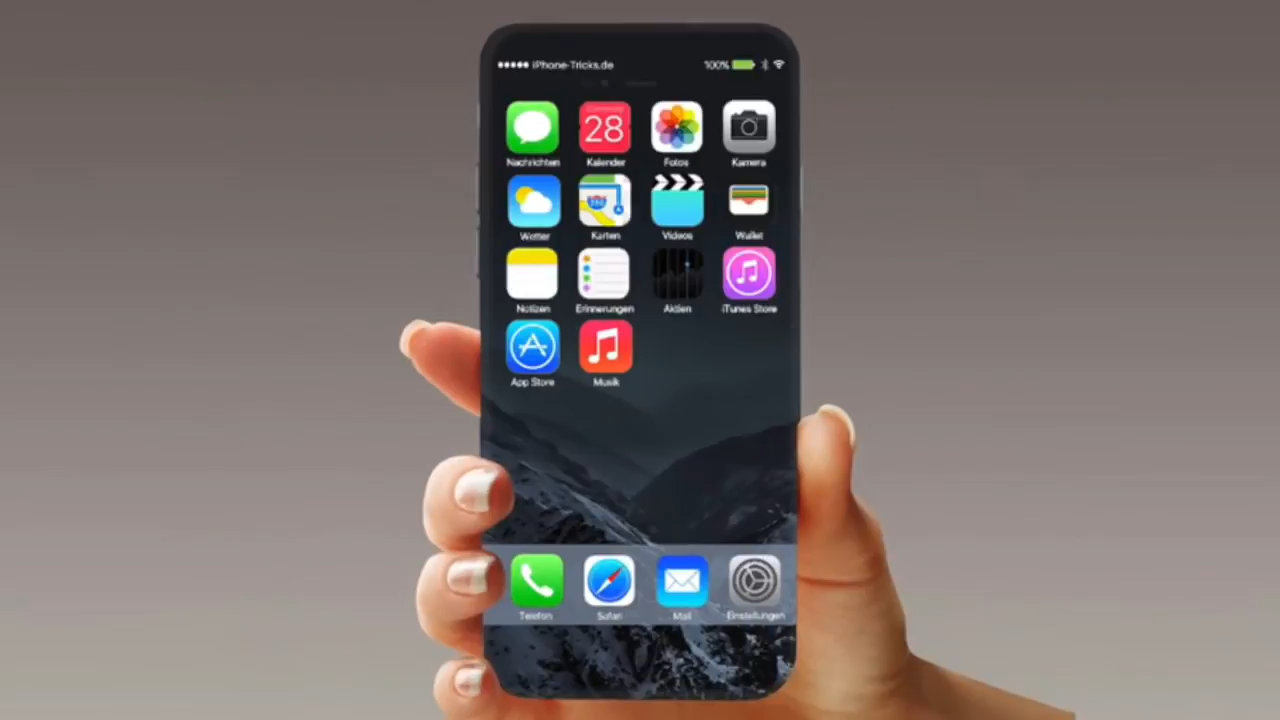 iPhone-Tricks.de 100%
28
Nachrichten Kalender Fotos Kamera
Wetter Karten Videos Wallet
Notizen Erinnerungen Aktien iTunes Store
App Store Musik
Telefon Safari Mail Einstellungen